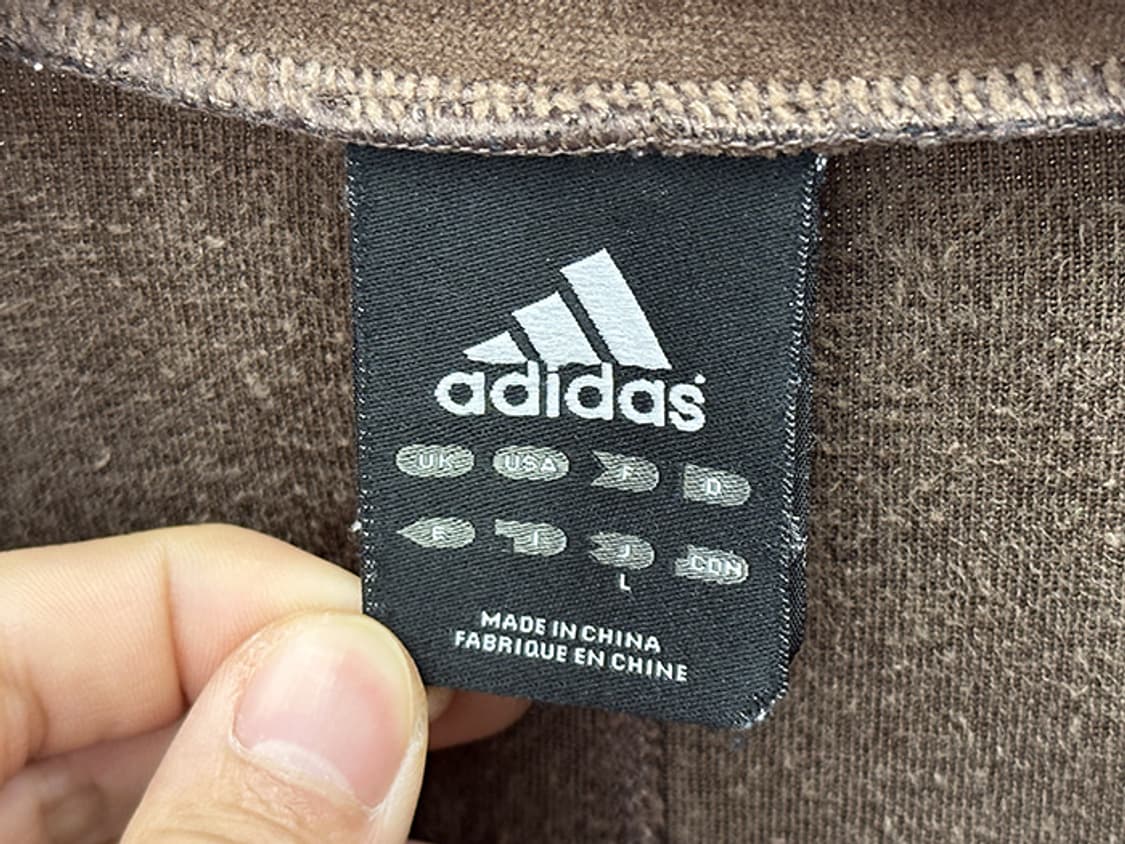 adidas
UK USA F D
E I J CDN
L
MADE IN CHINA
FABRIQUE EN CHINE